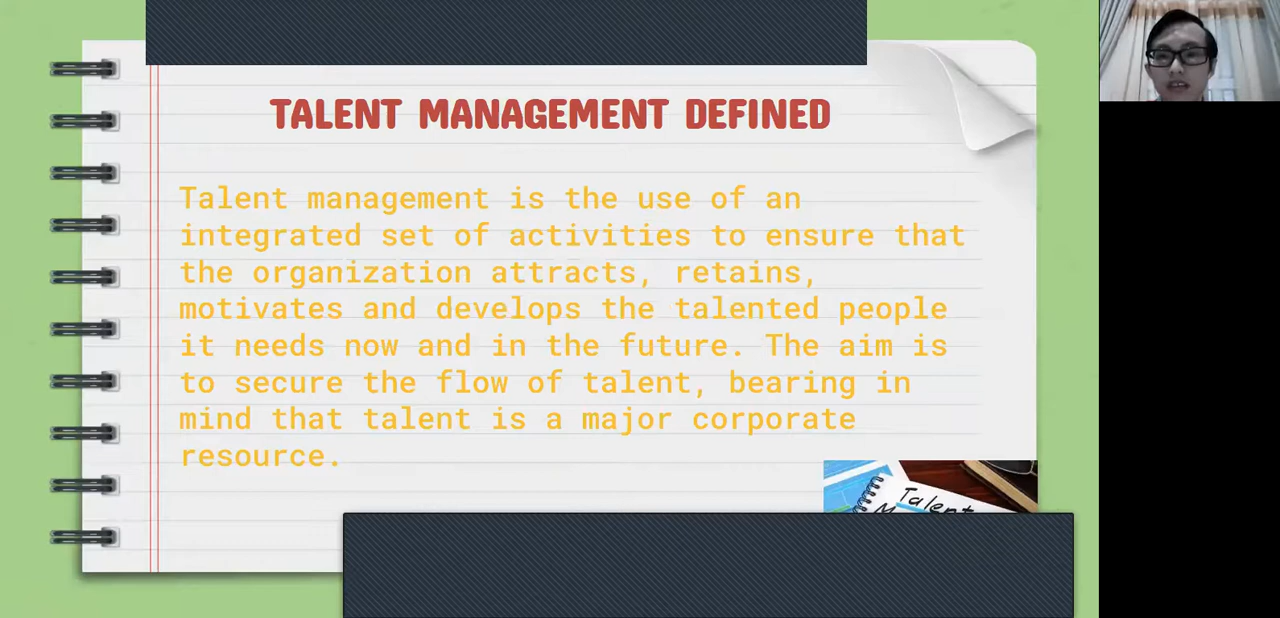 TALENT MANAGEMENT DEFINED
Talent management is the use of an
integrated set of activities to ensure that
the organization attracts, retains,
motivates and develops the talented people
it needs now and in the future. The aim is
to secure the flow of talent, bearing in
mind that talent is a major corporate
resource.
Talent